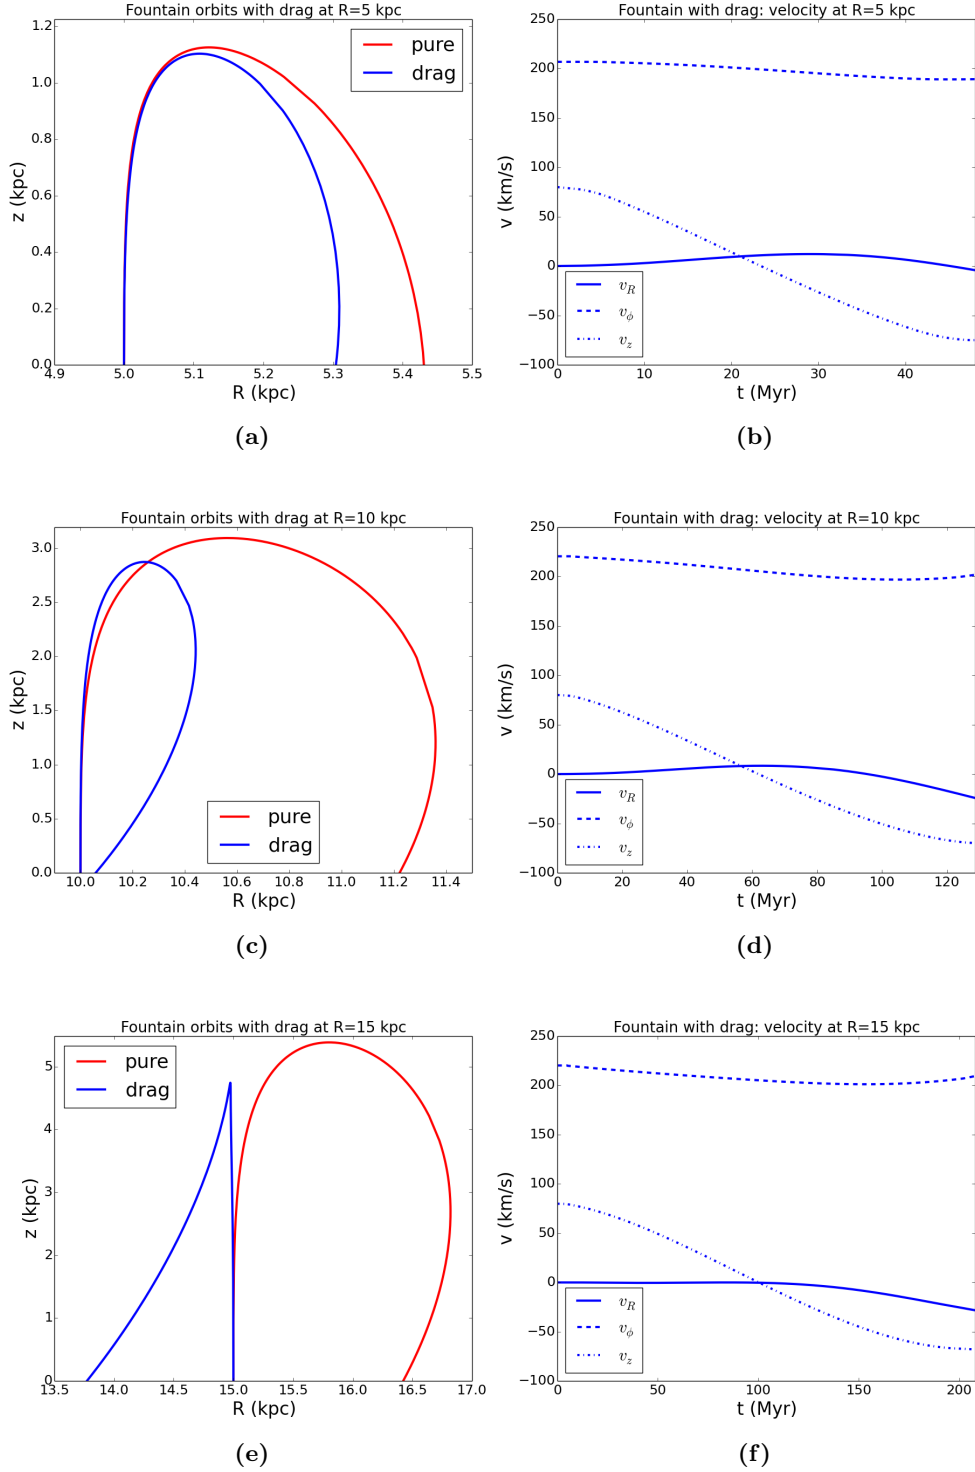 Fountain orbits with drag at R=5 kpc
pure
drag
z (kpc)
1.2
1.0
0.8
0.6
0.4
0.2
0.0
4.9 5.0 5.1 5.2 5.3 5.4 5.5
R (kpc)
(a)
Fountain with drag: velocity at R=5 kpc
v (km/s)
250
200
150
100
50
0
−50
−100
v_R
v_ϕ
v_z
0 10 20 30 40
t (Myr)
(b)
Fountain orbits with drag at R=10 kpc
z (kpc)
3.0
2.5
2.0
1.5
1.0
0.5
0.0
pure
drag
10.0 10.2 10.4 10.6 10.8 11.0 11.2 11.4
R (kpc)
(c)
Fountain with drag: velocity at R=10 kpc
v (km/s)
250
200
150
100
50
0
−50
−100
v_R
v_ϕ
v_z
0 20 40 60 80 100 120
t (Myr)
(d)
Fountain orbits with drag at R=15 kpc
pure
drag
z (kpc)
5
4
3
2
1
0
13.5 14.0 14.5 15.0 15.5 16.0 16.5 17.0
R (kpc)
(e)
Fountain with drag: velocity at R=15 kpc
v (km/s)
250
200
150
100
50
0
−50
−100
v_R
v_ϕ
v_z
0 50 100 150 200
t (Myr)
(f)